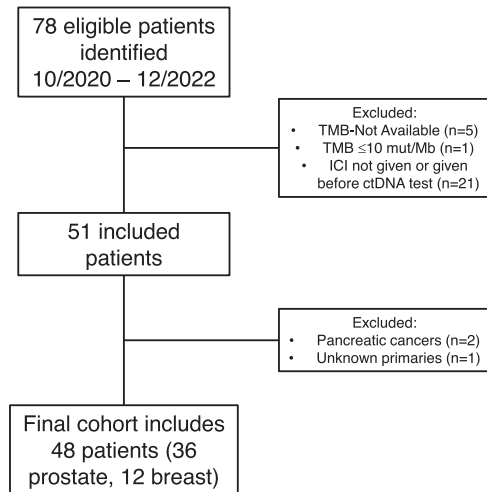 78 eligible patients
identified
10/2020 – 12/2022
Excluded:
• TMB-Not Available (n=5)
• TMB ≤10 mut/Mb (n=1)
• ICI not given or given
before ctDNA test (n=21)
51 included
patients
Excluded:
• Pancreatic cancers (n=2)
• Unknown primaries (n=1)
Final cohort includes
48 patients (36
prostate, 12 breast)